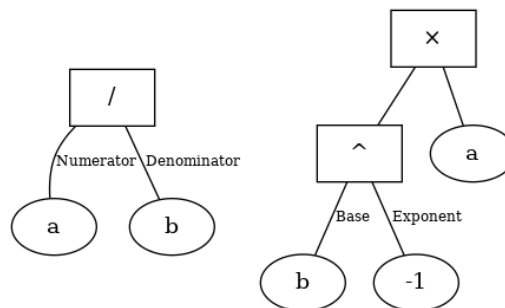 /
Numerator Denominator
a b
×
^ a
Base Exponent
b -1